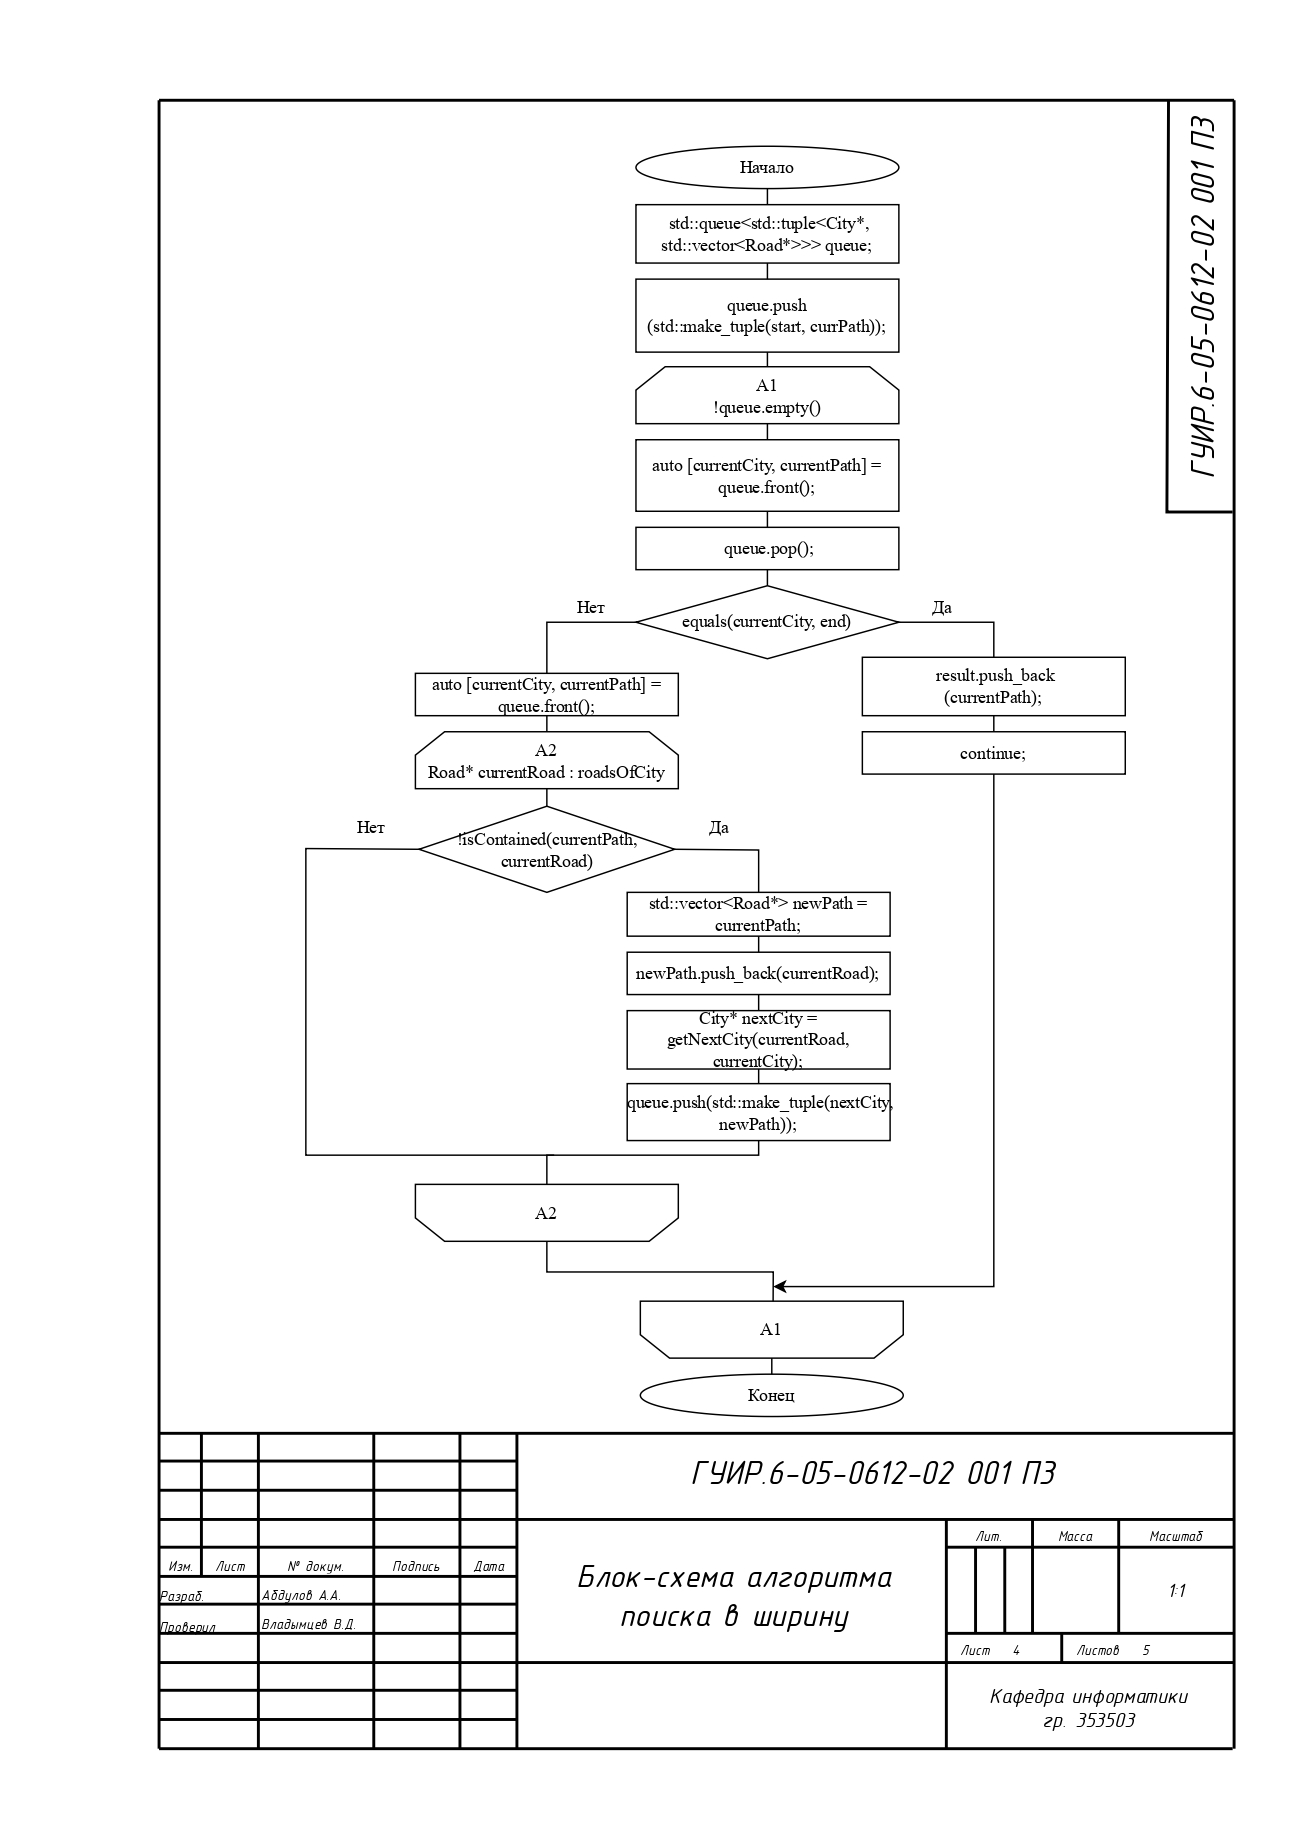 ГУИР.6-05-0612-02 001 ПЗ
Начало
std::queue<std::tuple<City*,
std::vector<Road*>>> queue;
queue.push
(std::make_tuple(start, currPath));
A1
!queue.empty()
auto [currentCity, currentPath] =
queue.front();
queue.pop();
Нет
Да
equals(currentCity, end)
auto [currentCity, currentPath] =
queue.front();
result.push_back
(currentPath);
A2
Road* currentRoad : roadsOfCity
continue;
Нет
Да
!isContained(currentPath,
currentRoad)
std::vector<Road*> newPath =
currentPath;
newPath.push_back(currentRoad);
City* nextCity =
getNextCity(currentRoad,
currentCity);
queue.push(std::make_tuple(nextCity,
newPath));
A2
A1
Конец
ГУИР.6-05-0612-02 001 ПЗ
Изм.
Лист
№ докум.
Подпись
Дата
Разраб.
Абдулов А.А.
Проверил
Владымцев В.Д.
Блок-схема алгоритма
поиска в ширину
Лит.
Масса
Масштаб
1:1
Лист 4
Листов 5
Кафедра информатики
гр. 353503